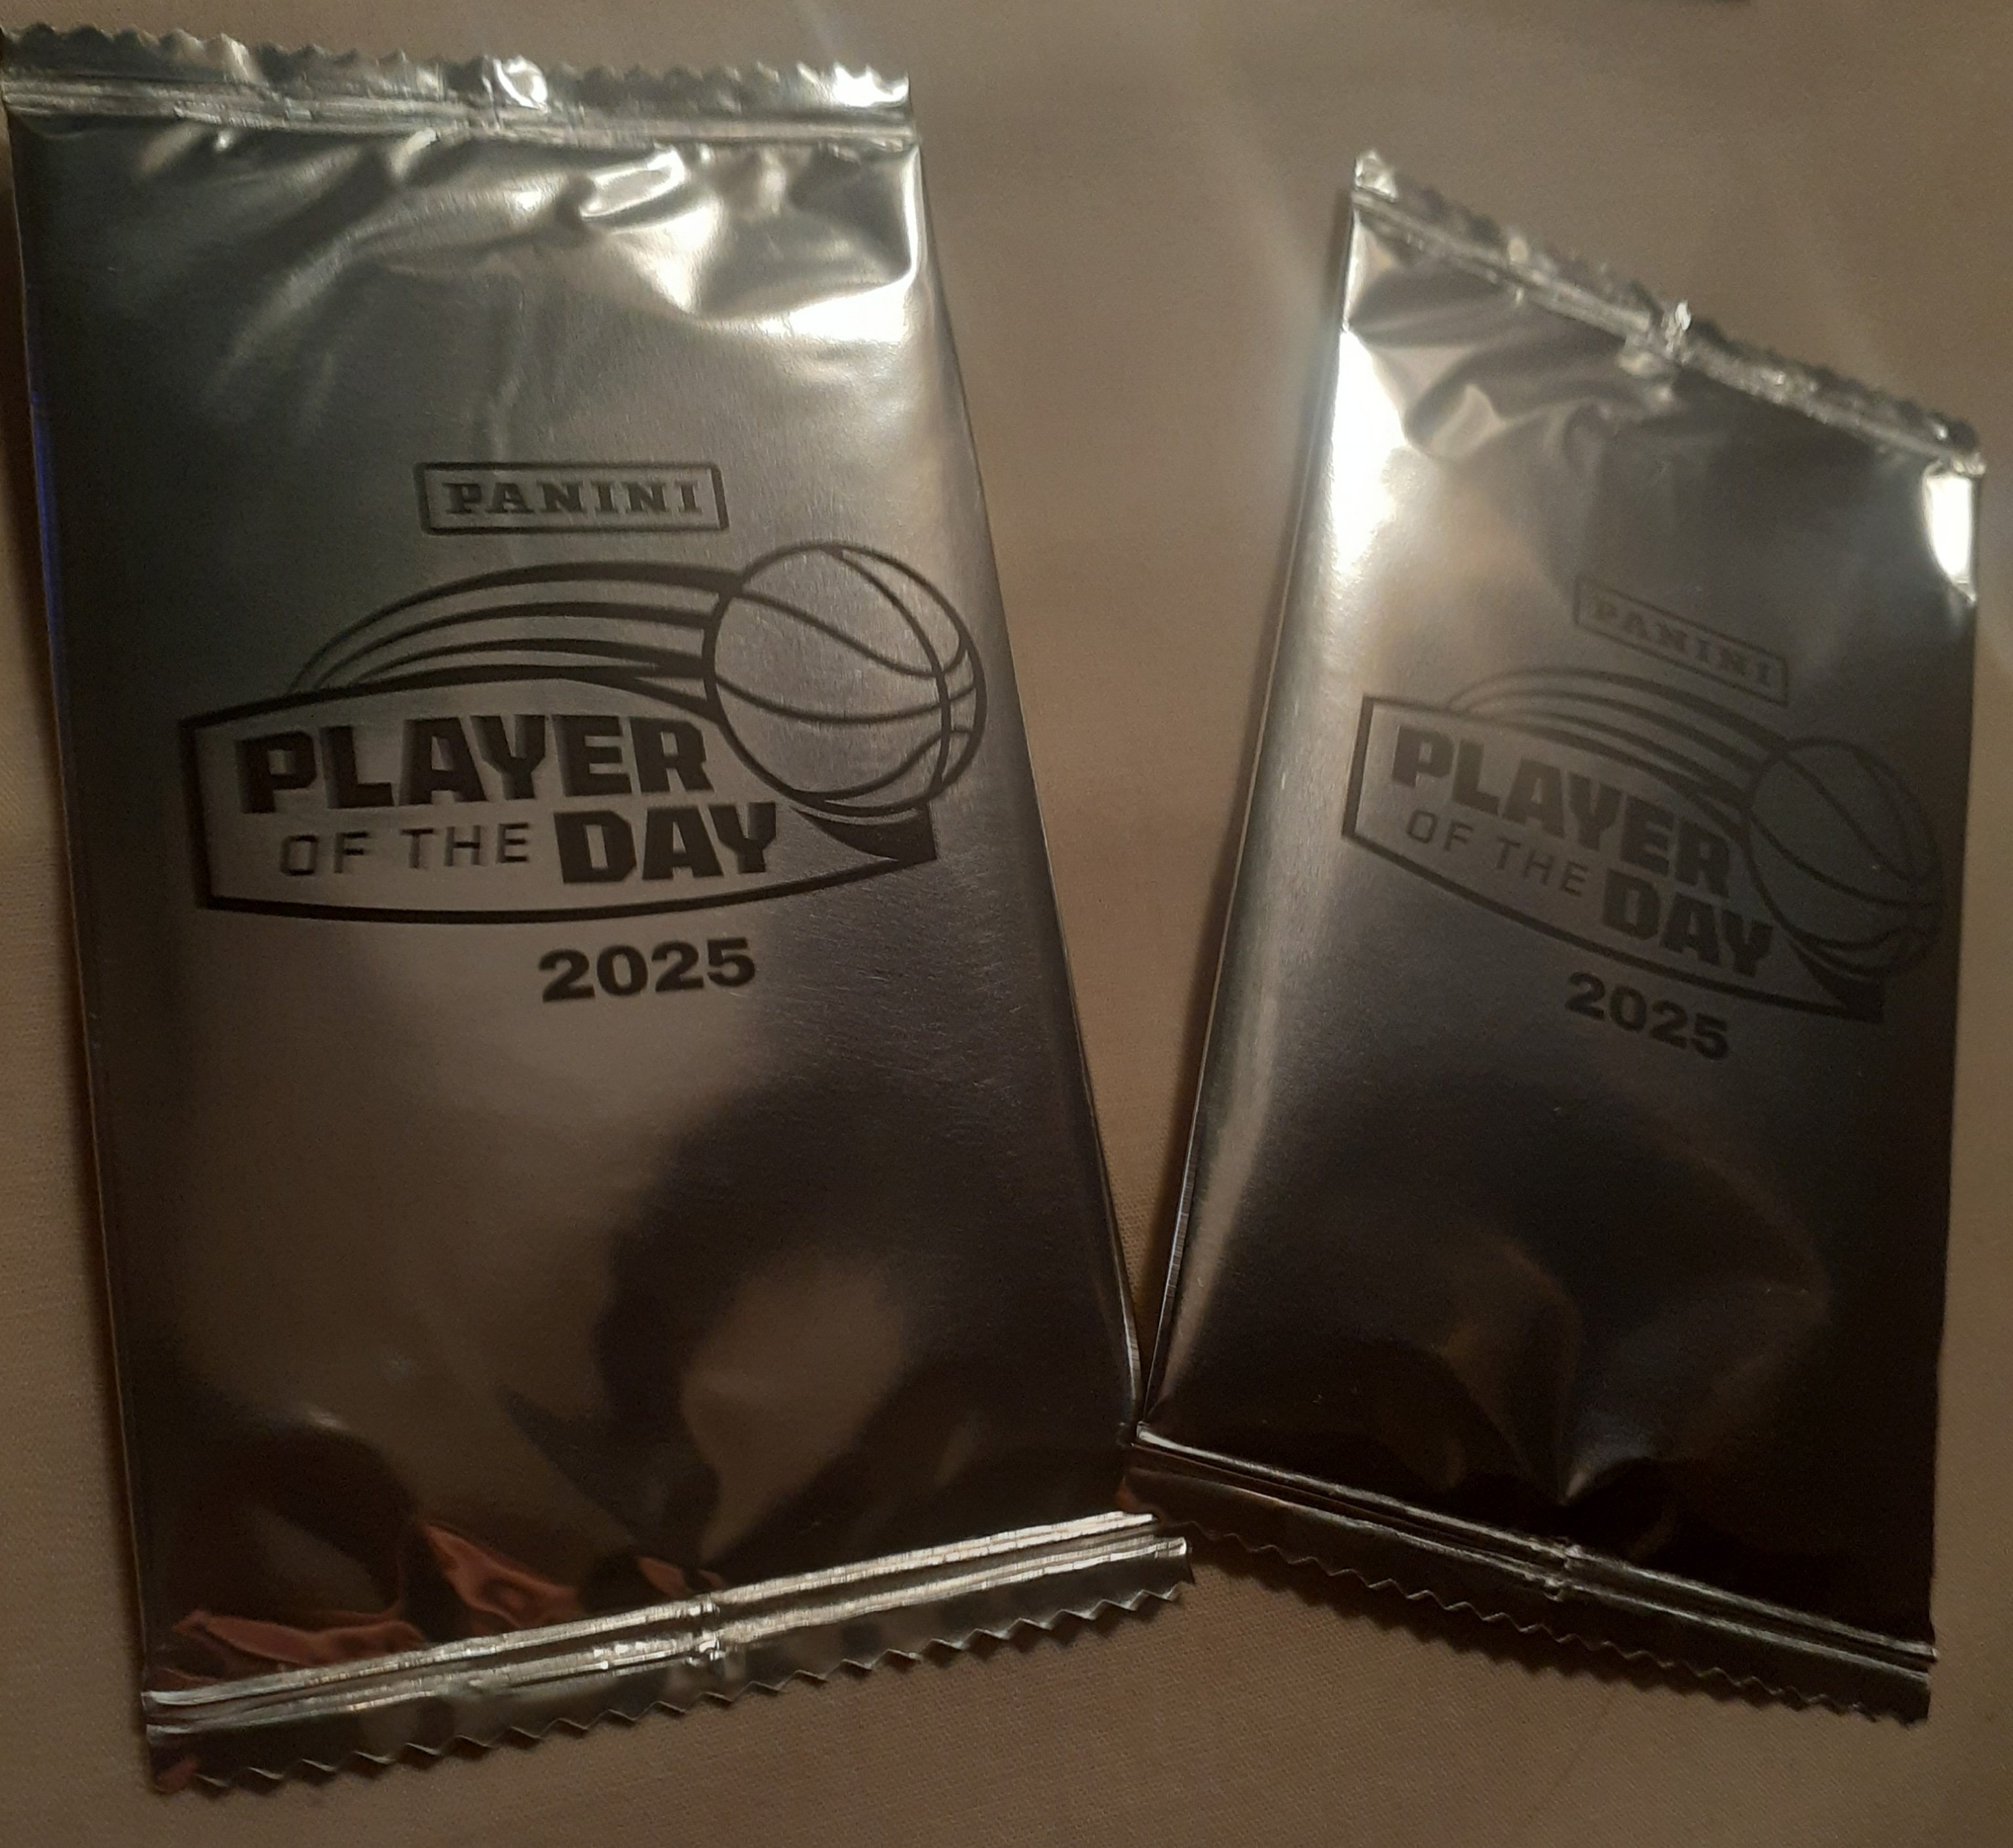 PANINI
PLAYER
OF THE DAY
2025
PANINI
PLAYER
OF THE DAY
2025